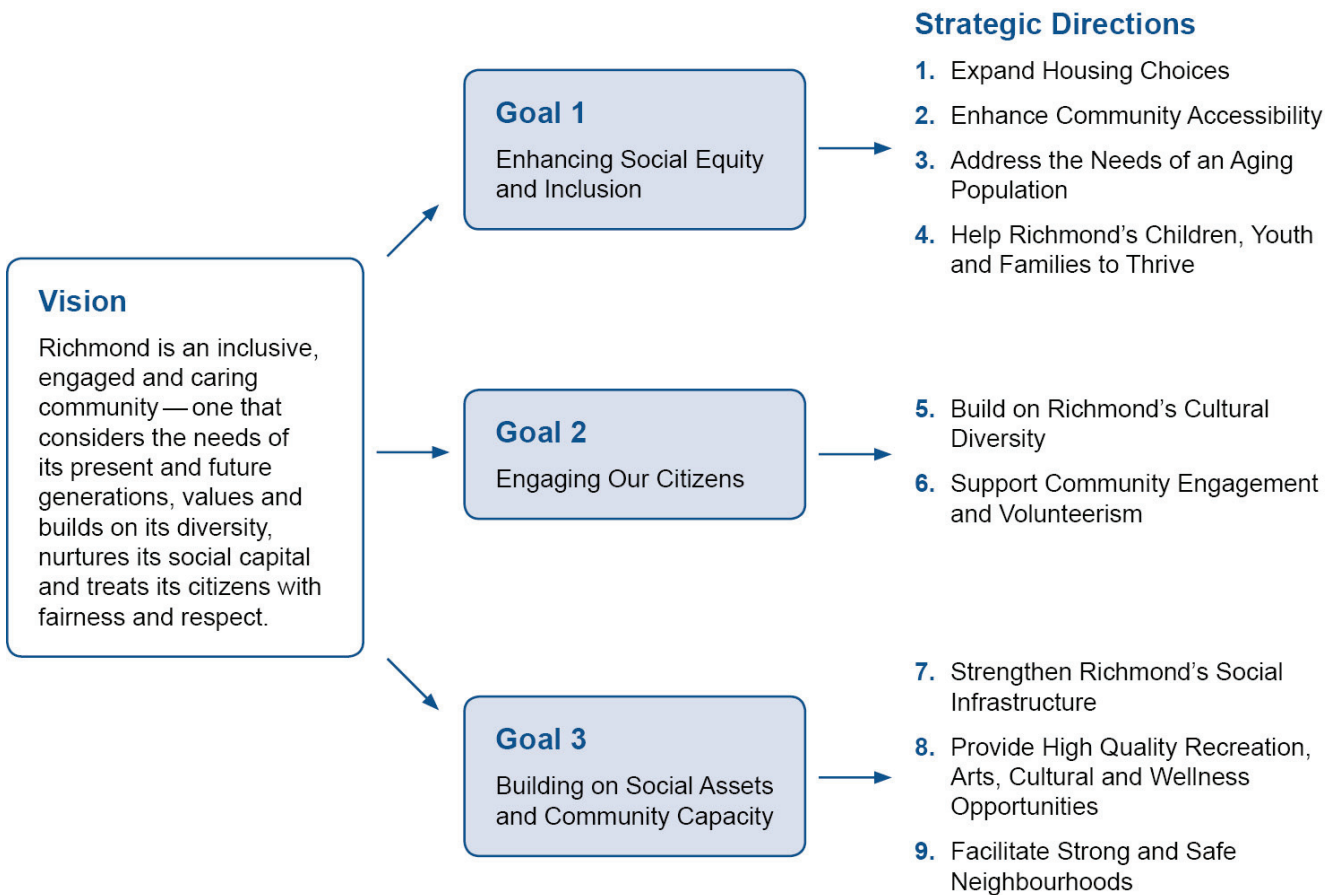 Vision
Richmond is an inclusive,
engaged and caring
community — one that
considers the needs of
its present and future
generations, values and
builds on its diversity,
nurtures its social capital
and treats its citizens with
fairness and respect.
Goal 1
Enhancing Social Equity
and Inclusion
Goal 2
Engaging Our Citizens
Goal 3
Building on Social Assets
and Community Capacity
Strategic Directions
1. Expand Housing Choices
2. Enhance Community Accessibility
3. Address the Needs of an Aging
Population
4. Help Richmond’s Children, Youth
and Families to Thrive
5. Build on Richmond’s Cultural
Diversity
6. Support Community Engagement
and Volunteerism
7. Strengthen Richmond’s Social
Infrastructure
8. Provide High Quality Recreation,
Arts, Cultural and Wellness
Opportunities
9. Facilitate Strong and Safe
Neighbourhoods